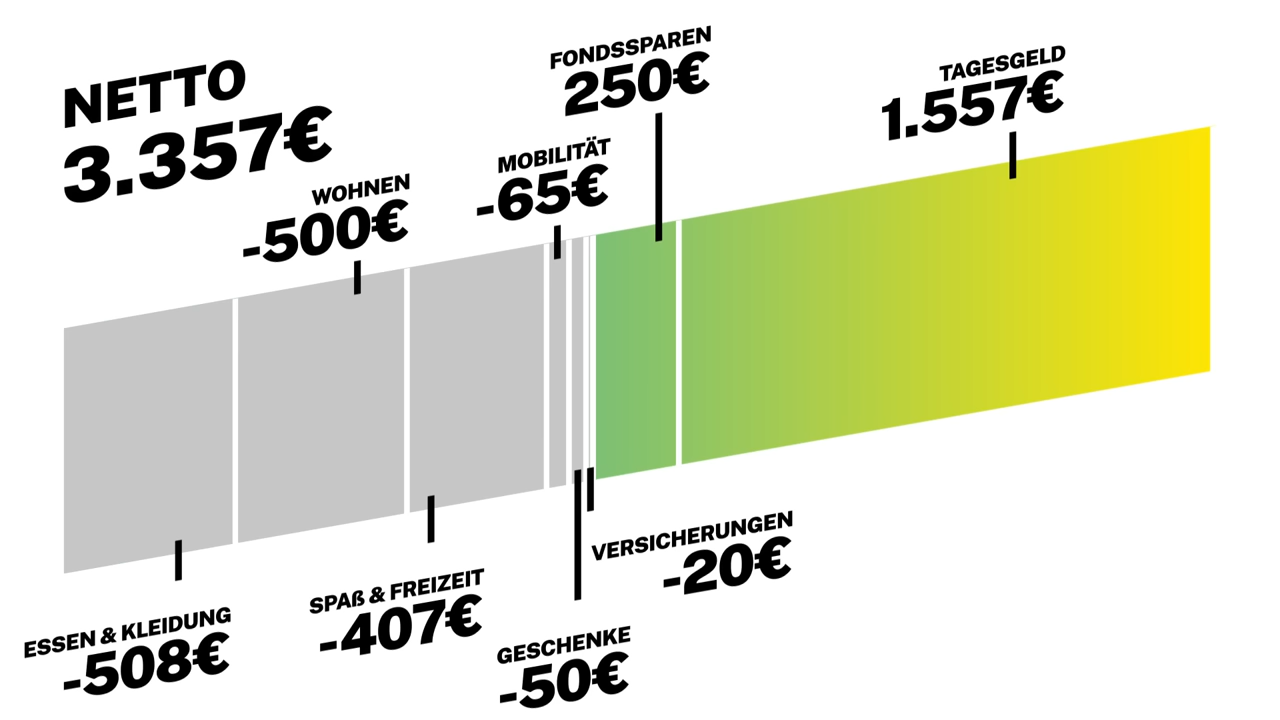 NETTO
3.357€
WOHNEN
-500€
MOBILITÄT
-65€
FONDSSPAREN
250€
TAGESGELD
1.557€
ESSEN & KLEIDUNG
-508€
SPAß & FREIZEIT
-407€
GESCHENKE
-50€
VERSICHERUNGEN
-20€